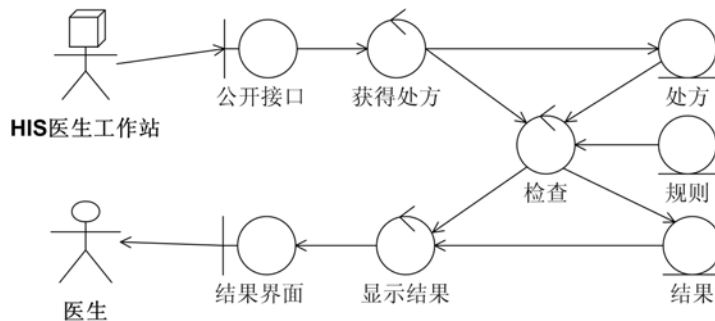 公开接口
获得处方
处方
HIS医生工作站
检查
规则
医生
结果界面
显示结果
结果